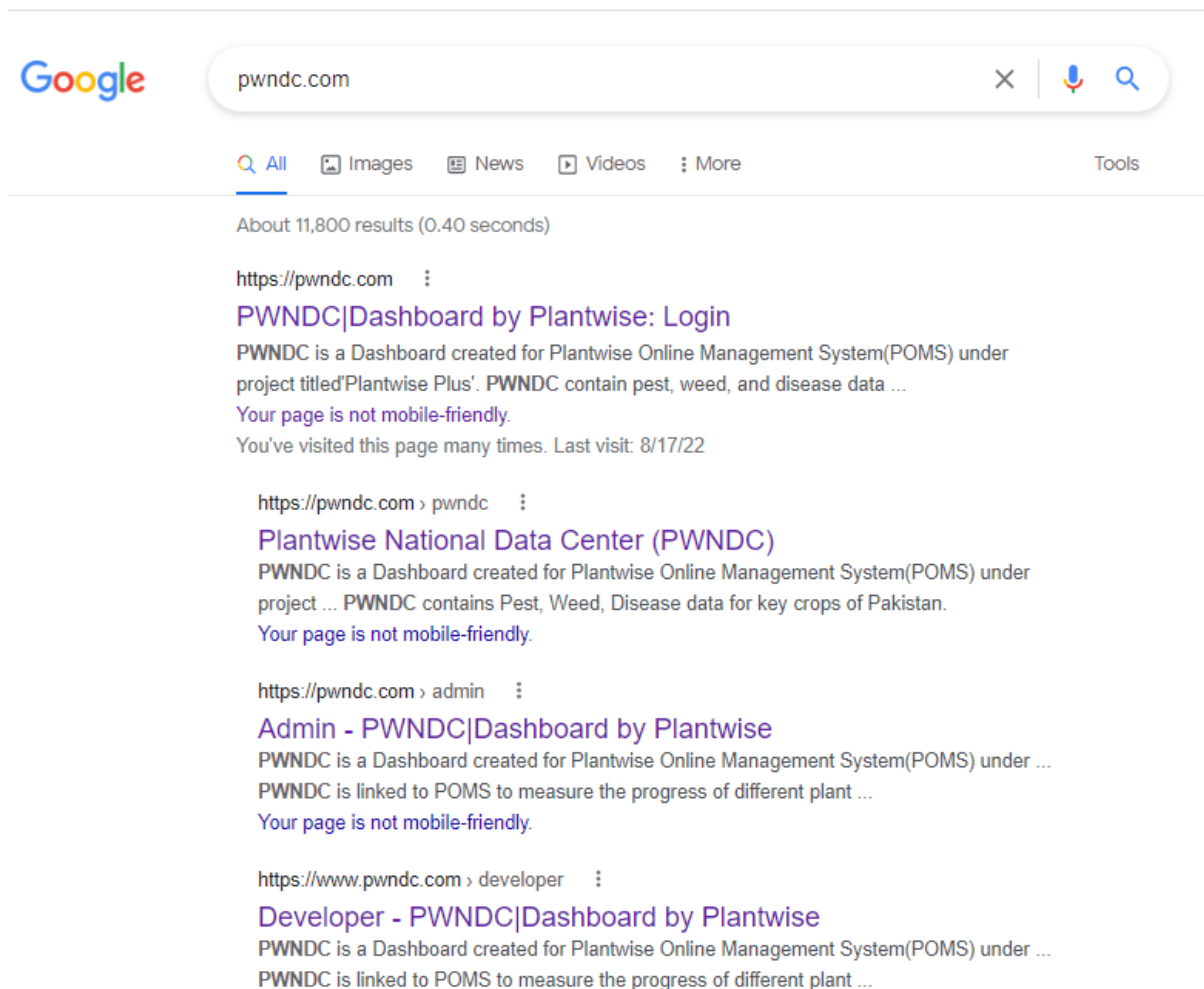 Google
pwndc.com
All Images News Videos More Tools
About 11,800 results (0.40 seconds)
https://pwndc.com
PWNDC|Dashboard by Plantwise: Login
PWNDC is a Dashboard created for Plantwise Online Management System(POMS) under
project titled'Plantwise Plus'. PWNDC contain pest, weed, and disease data ...
Your page is not mobile-friendly.
You've visited this page many times. Last visit: 8/17/22
https://pwndc.com › pwndc
Plantwise National Data Center (PWNDC)
PWNDC is a Dashboard created for Plantwise Online Management System(POMS) under
project ... PWNDC contains Pest, Weed, Disease data for key crops of Pakistan.
Your page is not mobile-friendly.
https://pwndc.com › admin
Admin - PWNDC|Dashboard by Plantwise
PWNDC is a Dashboard created for Plantwise Online Management System(POMS) under ...
PWNDC is linked to POMS to measure the progress of different plant ...
Your page is not mobile-friendly.
https://www.pwndc.com › developer
Developer - PWNDC|Dashboard by Plantwise
PWNDC is a Dashboard created for Plantwise Online Management System(POMS) under ...
PWNDC is linked to POMS to measure the progress of different plant ...